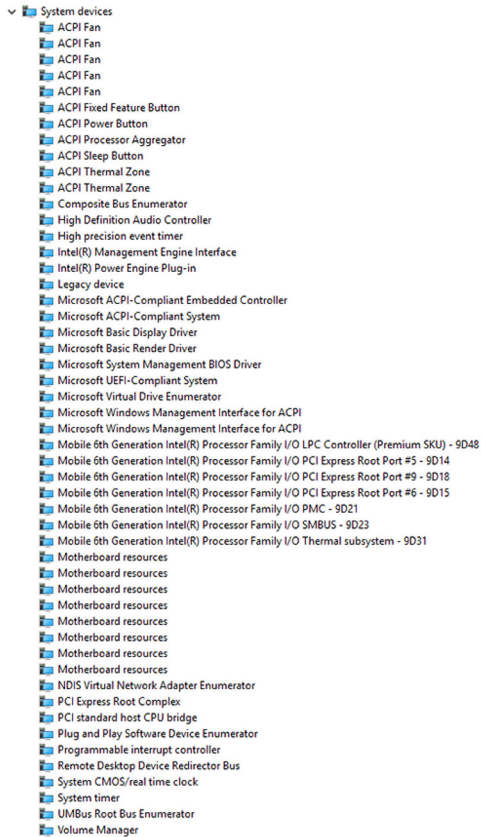 System devices
ACPI Fan
ACPI Fan
ACPI Fan
ACPI Fan
ACPI Fan
ACPI Fixed Feature Button
ACPI Power Button
ACPI Processor Aggregator
ACPI Sleep Button
ACPI Thermal Zone
ACPI Thermal Zone
Composite Bus Enumerator
High Definition Audio Controller
High precision event timer
Intel(R) Management Engine Interface
Intel(R) Power Engine Plug-in
Legacy device
Microsoft ACPI-Compliant Embedded Controller
Microsoft ACPI-Compliant System
Microsoft Basic Display Driver
Microsoft Basic Render Driver
Microsoft System Management BIOS Driver
Microsoft UEFI-Compliant System
Microsoft Virtual Drive Enumerator
Microsoft Windows Management Interface for ACPI
Microsoft Windows Management Interface for ACPI
Mobile 6th Generation Intel(R) Processor Family I/O LPC Controller (Premium SKU) - 9D48
Mobile 6th Generation Intel(R) Processor Family I/O PCI Express Root Port #5 - 9D14
Mobile 6th Generation Intel(R) Processor Family I/O PCI Express Root Port #9 - 9D18
Mobile 6th Generation Intel(R) Processor Family I/O PCI Express Root Port #6 - 9D15
Mobile 6th Generation Intel(R) Processor Family I/O PMC - 9D21
Mobile 6th Generation Intel(R) Processor Family I/O SMBUS - 9D23
Mobile 6th Generation Intel(R) Processor Family I/O Thermal subsystem - 9D31
Motherboard resources
Motherboard resources
Motherboard resources
Motherboard resources
Motherboard resources
Motherboard resources
Motherboard resources
Motherboard resources
NDIS Virtual Network Adapter Enumerator
PCI Express Root Complex
PCI standard host CPU bridge
Plug and Play Software Device Enumerator
Programmable interrupt controller
Remote Desktop Device Redirector Bus
System CMOS/real time clock
System timer
UMBus Root Bus Enumerator
Volume Manager